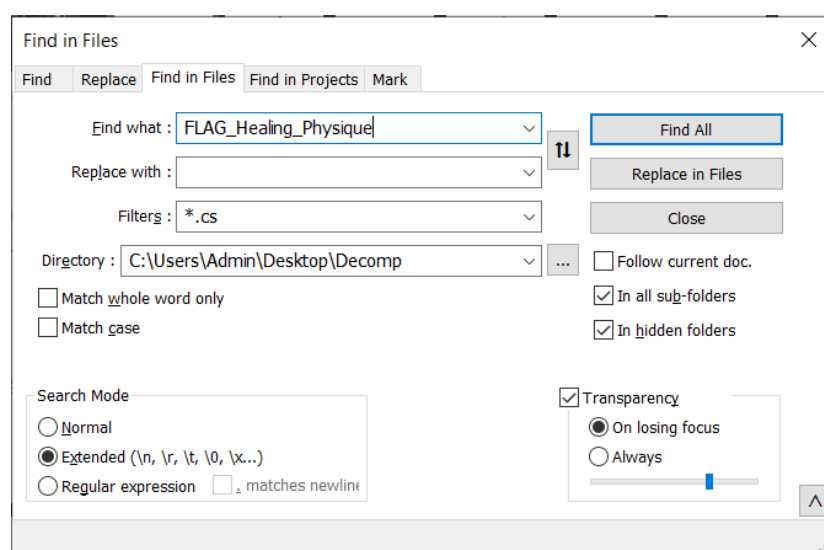 Find in Files
Find Replace Find in Files Find in Projects Mark
Find what : FLAG_Healing_Physique Find All
Replace with : Replace in Files
Filters : *.cs Close
Directory : C:\Users\Admin\Desktop\Decomp ... Follow current doc.
Match whole word only In all sub-folders
Match case In hidden folders
Search Mode Transparency
Normal On losing focus
Extended (\n, \r, \t, \0, \x...) Always
Regular expression . matches newline